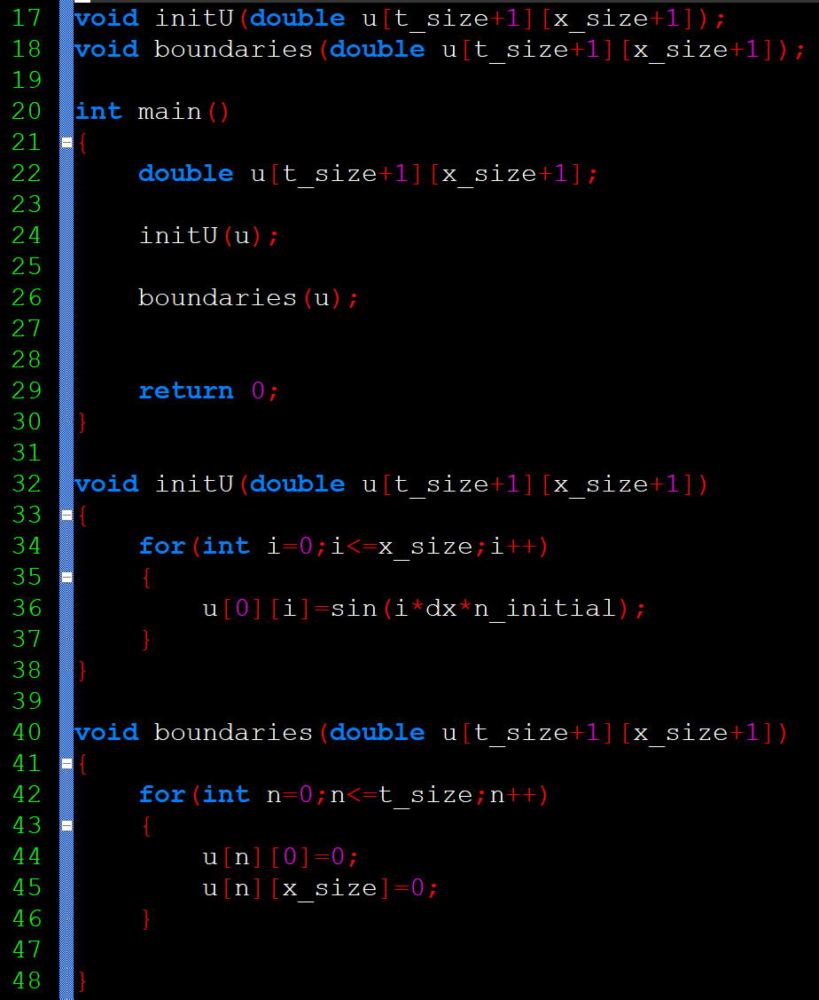 17 void initU(double u[t_size+1][x_size+1]);
18 void boundaries(double u[t_size+1][x_size+1]);
19
20 int main()
21 {
22     double u[t_size+1][x_size+1];
23
24     initU(u);
25
26     boundaries(u);
27
28
29     return 0;
30 }
31
32 void initU(double u[t_size+1][x_size+1])
33 {
34     for(int i=0;i<=x_size;i++)
35     {
36         u[0][i]=sin(i*dx*n_initial);
37     }
38 }
39
40 void boundaries(double u[t_size+1][x_size+1])
41 {
42     for(int n=0;n<=t_size;n++)
43     {
44         u[n][0]=0;
45         u[n][x_size]=0;
46     }
47
48 }